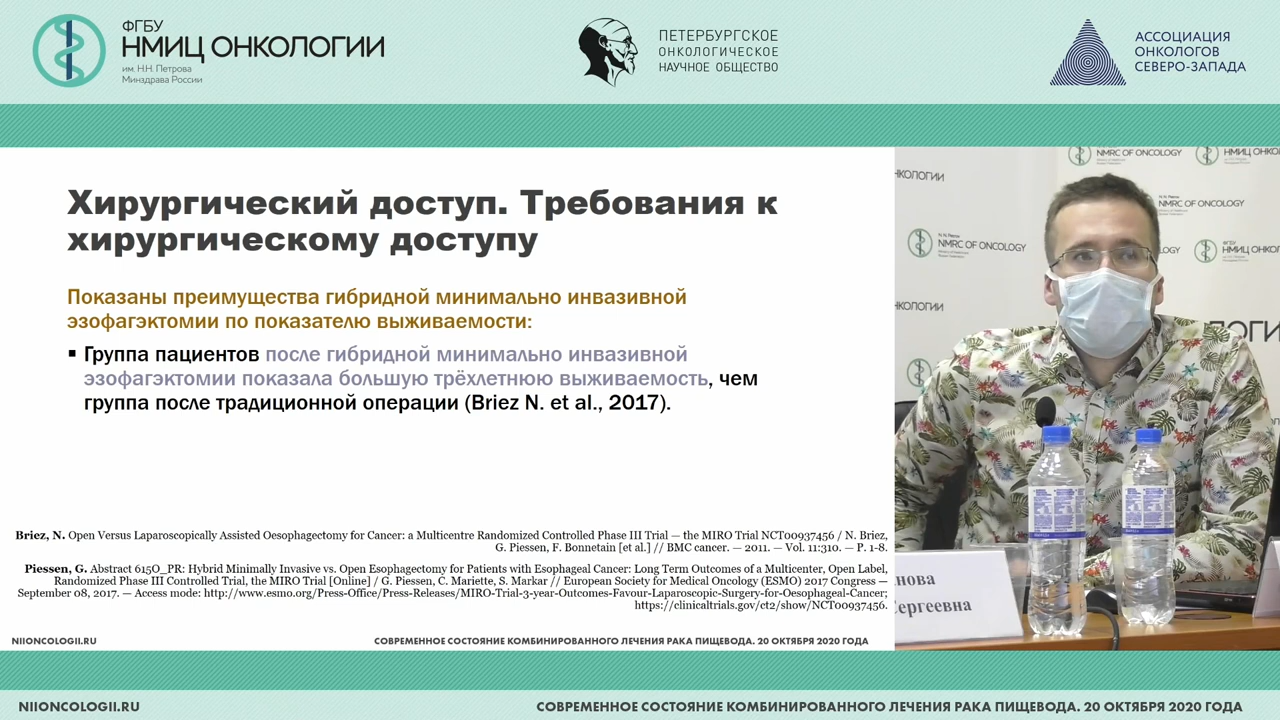 ФГБУ
НМИЦ ОНКОЛОГИИ
им. Н.Н. Петрова
Минздрава России
ПЕТЕРБУРГСКОЕ
ОНКОЛОГИЧЕСКОЕ
НАУЧНОЕ ОБЩЕСТВО
АССОЦИАЦИЯ
ОНКОЛОГОВ
СЕВЕРО-ЗАПАДА
Хирургический доступ. Требования к
хирургическому доступу
Показаны преимущества гибридной минимально инвазивной
эзофагэктомии по показателю выживаемости:
▪ Группа пациентов после гибридной минимально инвазивной
эзофагэктомии показала большую трёхлетнюю выживаемость, чем
группа после традиционной операции (Briez N. et al., 2017).
Briez, N. Open Versus Laparoscopically Assisted Oesophagectomy for Cancer: a Multicentre Randomized Controlled Phase III Trial — the MIRO Trial NCT00937456 / N. Briez,
G. Piessen, F. Bonnetain [et al.] // BMC cancer. — 2011. — Vol. 11:310. — P. 1-8.
Piessen, G. Abstract 615O_PR: Hybrid Minimally Invasive vs. Open Esophagectomy for Patients with Esophageal Cancer: Long Term Outcomes of a Multicenter, Open Label,
Randomized Phase III Controlled Trial, the MIRO Trial [Online] / G. Piessen, C. Mariette, S. Markar // European Society for Medical Oncology (ESMO) 2017 Congress —
September 08, 2017. — Access mode: http://www.esmo.org/Press-Office/Press-Releases/MIRO-Trial-3-year-Outcomes-Favour-Laparoscopic-Surgery-for-Oesophageal-Cancer;
https://clinicaltrials.gov/ct2/show/NCT00937456.
NIIONCOLOGII.RU
СОВРЕМЕННОЕ СОСТОЯНИЕ КОМБИНИРОВАННОГО ЛЕЧЕНИЯ РАКА ПИЩЕВОДА. 20 ОКТЯБРЯ 2020 ГОДА
NMRC OF ONCOLOGY
НМИЦ ОНКОЛОГИИ
НКОЛОГИИ
NMRC OF ONCOLOGY
NMRC OF ONCOLOGY
ФГБУ
НМИЦ ОНКОЛОГИИ
НКОЛОГИИ
ЛОГИ
нова
Сергеевна
NIIONCOLOGII.RU
СОВРЕМЕННОЕ СОСТОЯНИЕ КОМБИНИРОВАННОГО ЛЕЧЕНИЯ РАКА ПИЩЕВОДА. 20 ОКТЯБРЯ 2020 ГОДА